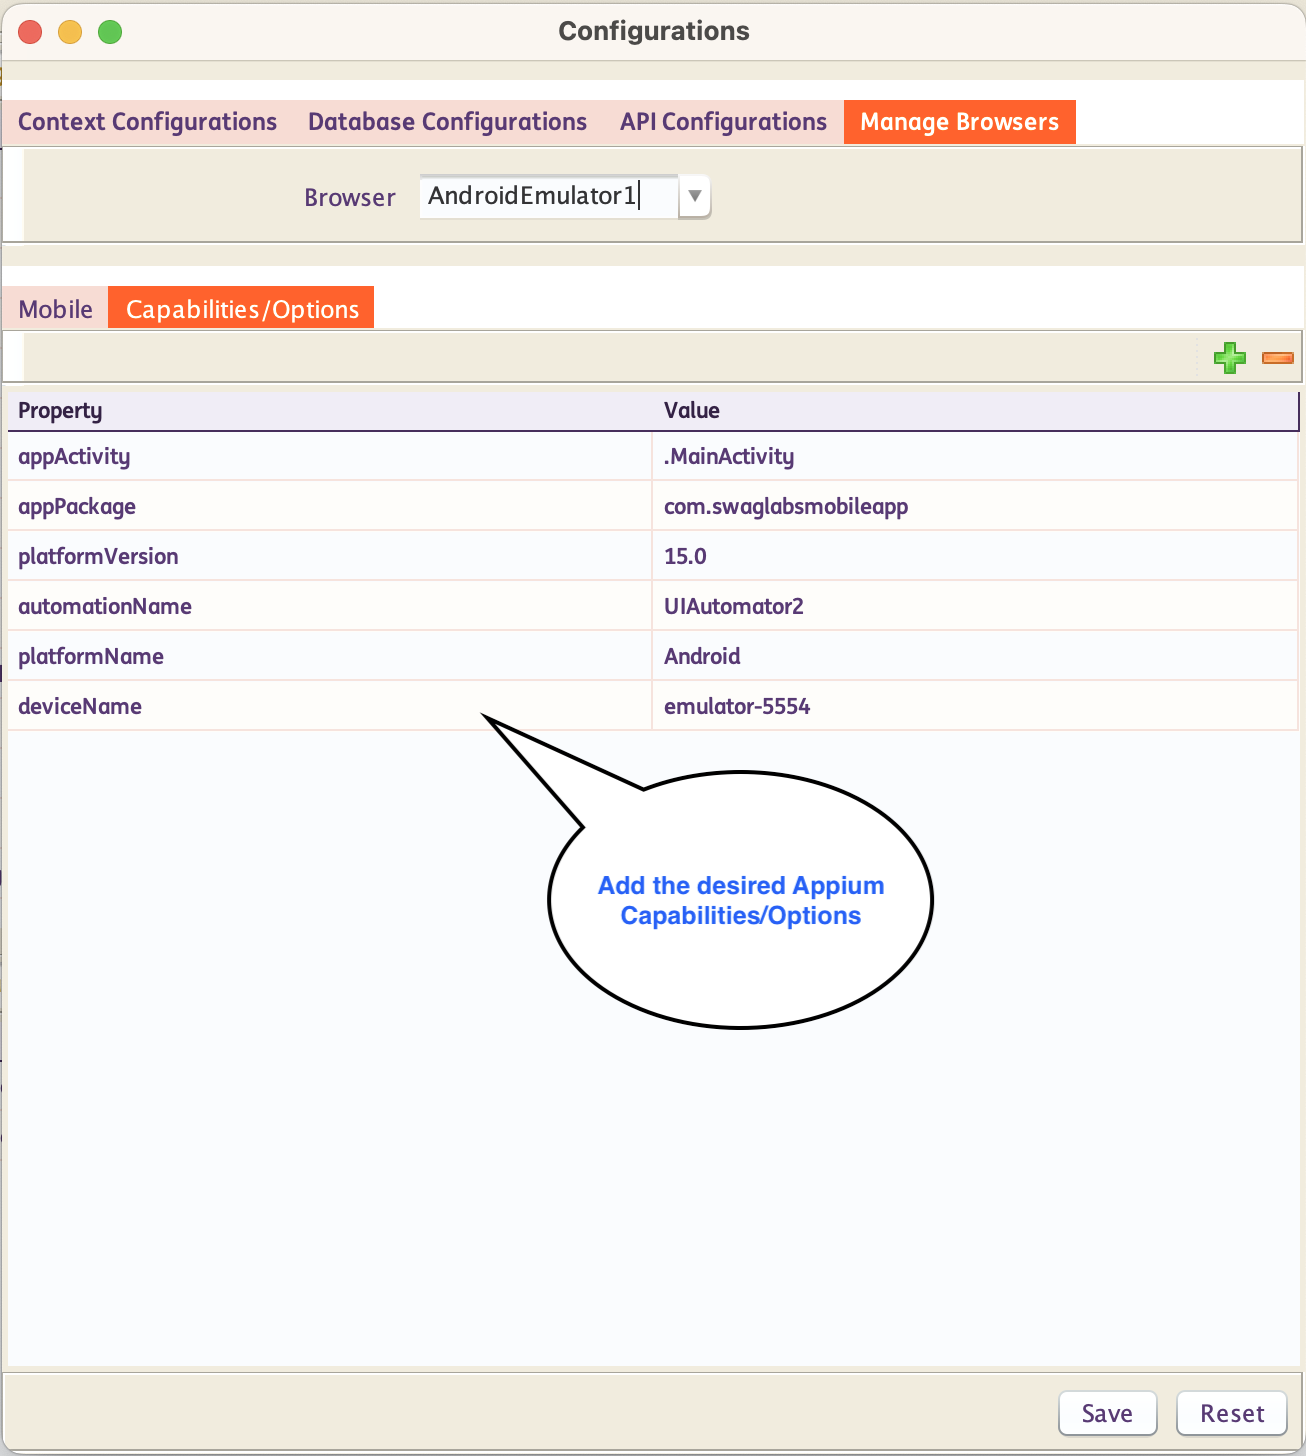 Configurations
Context Configurations Database Configurations API Configurations Manage Browsers
Browser AndroidEmulator1
Mobile Capabilities/Options
Property Value
appActivity .MainActivity
appPackage com.swaglabsmobileapp
platformVersion 15.0
automationName UIAutomator2
platformName Android
deviceName emulator-5554
Add the desired Appium
Capabilities/Options
Save Reset